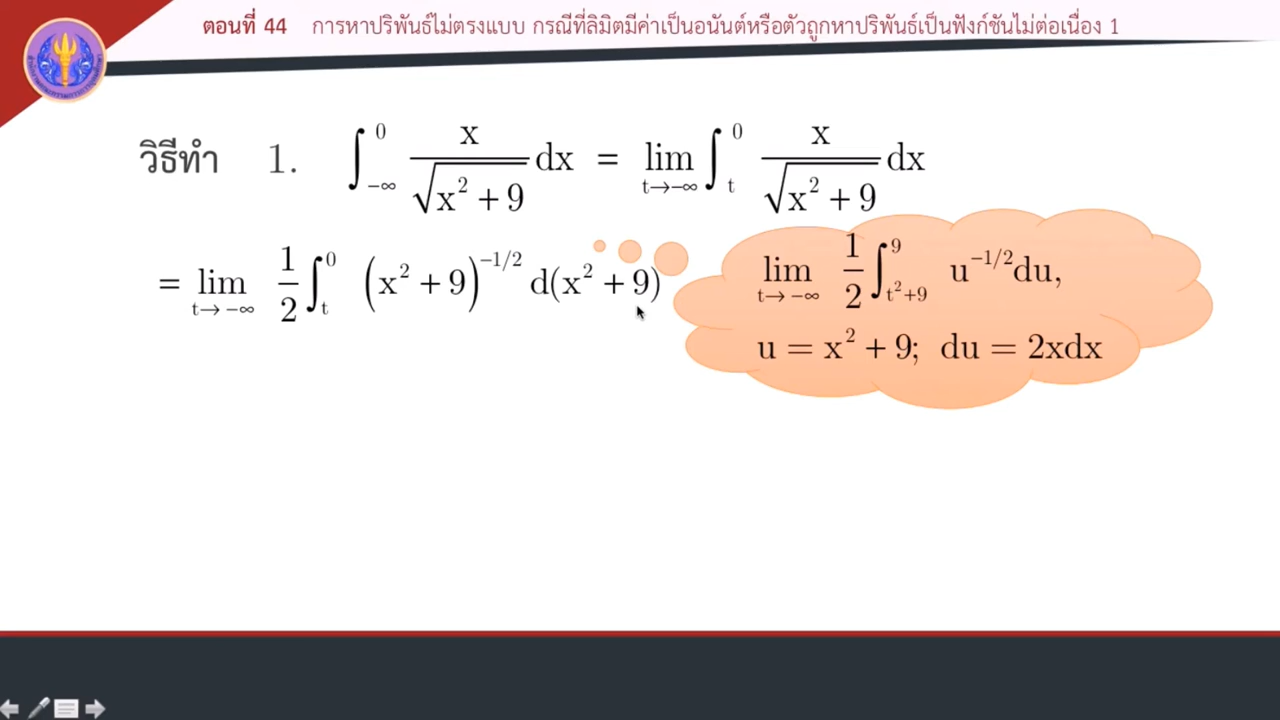 ตอนที่ 44 การหาปริพันธ์ไม่ตรงแบบ กรณีที่ลิมิตมีค่าเป็นอนันต์หรือตัวถูกหาปริพันธ์เป็นฟังก์ชันไม่ต่อเนื่อง 1
วิธีทำ 1. ∫_{-∞}^{0} x/√(x² + 9) dx = lim_{t→-∞} ∫_{t}^{0} x/√(x² + 9) dx
= lim_{t→-∞} 1/2 ∫_{t}^{0} (x² + 9)^{-1/2} d(x² + 9)
lim_{t→-∞} 1/2 ∫_{t²+9}^{9} u^{-1/2}du,
u = x² + 9; du = 2xdx